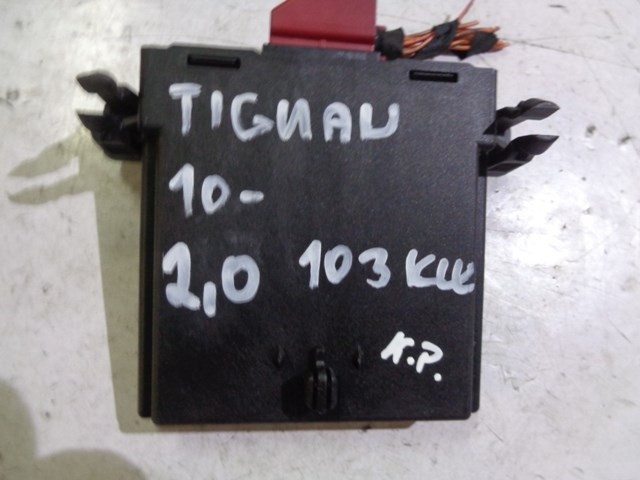 TIGUAN
10-
2,0 103 KW
K.P.